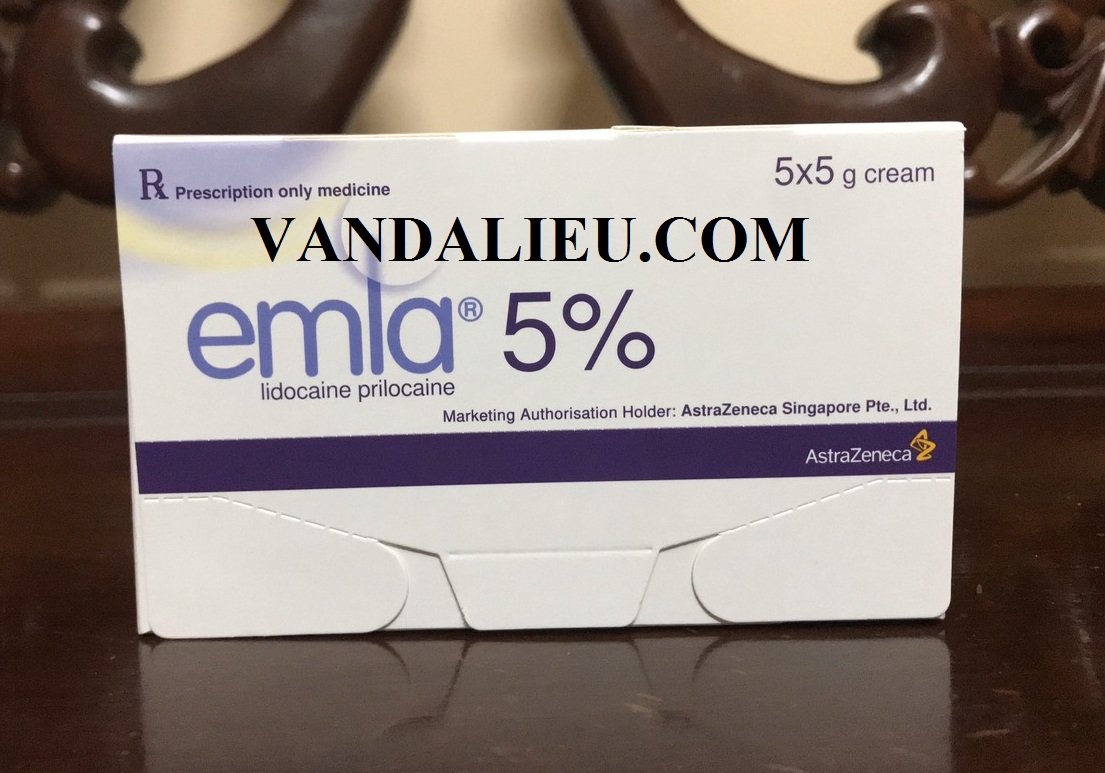 Rx Prescription only medicine
5x5 g cream
VANDALIEU.COM
emla® 5%
lidocaine prilocaine
Marketing Authorisation Holder: AstraZeneca Singapore Pte., Ltd.
AstraZeneca